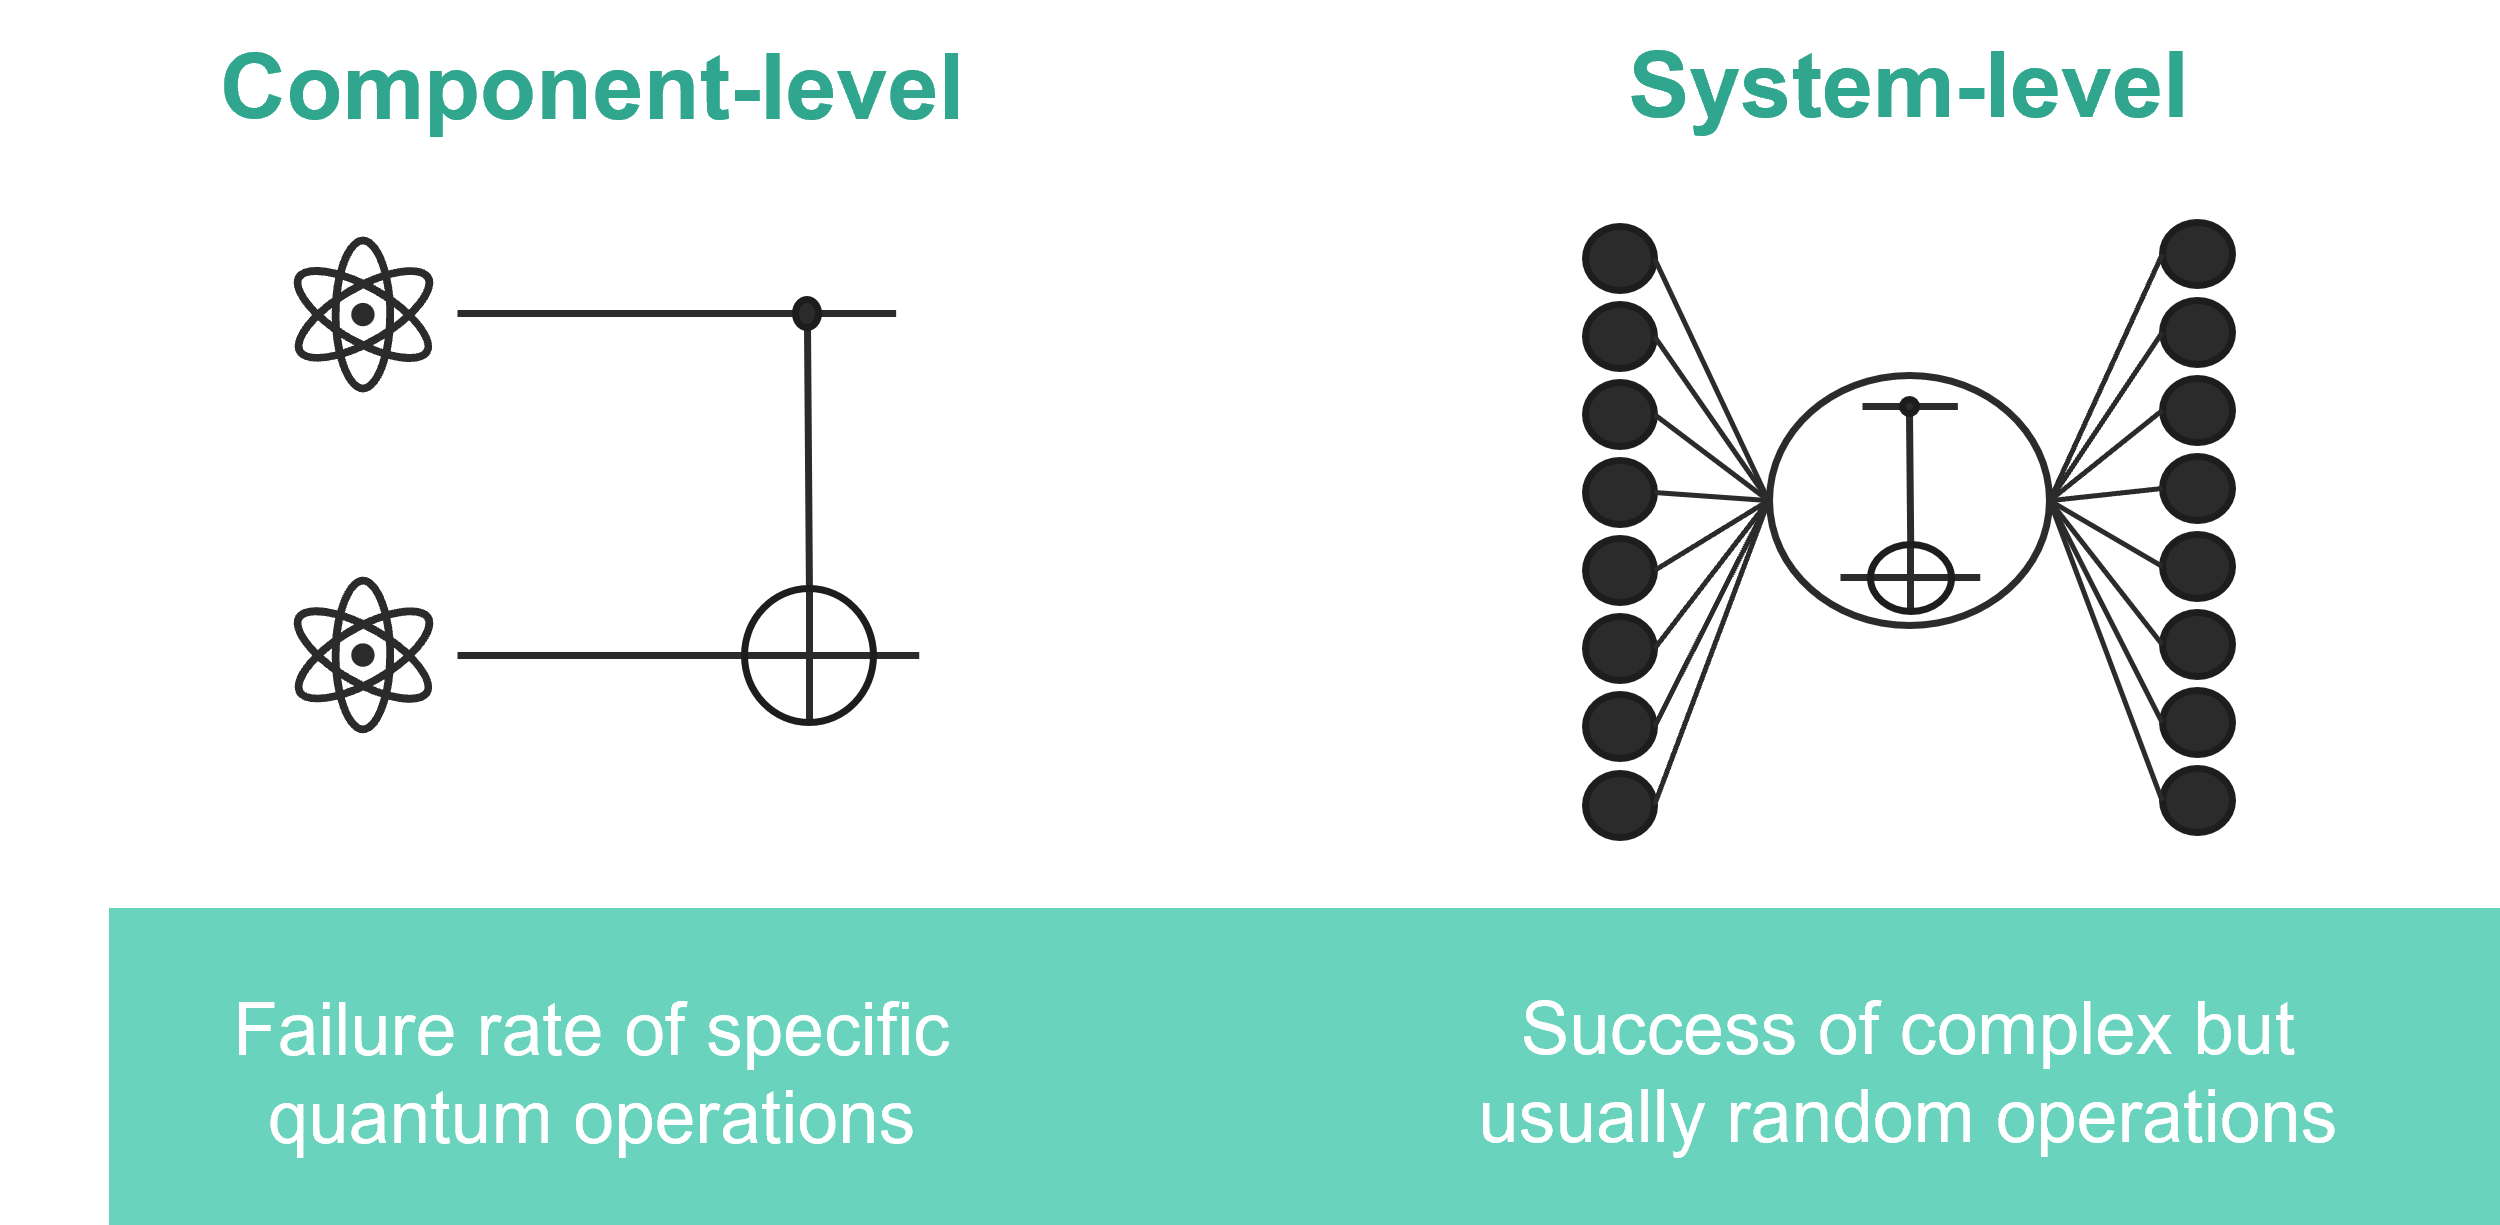 Component-level
System-level
Failure rate of specific
quantum operations
Success of complex but
usually random operations